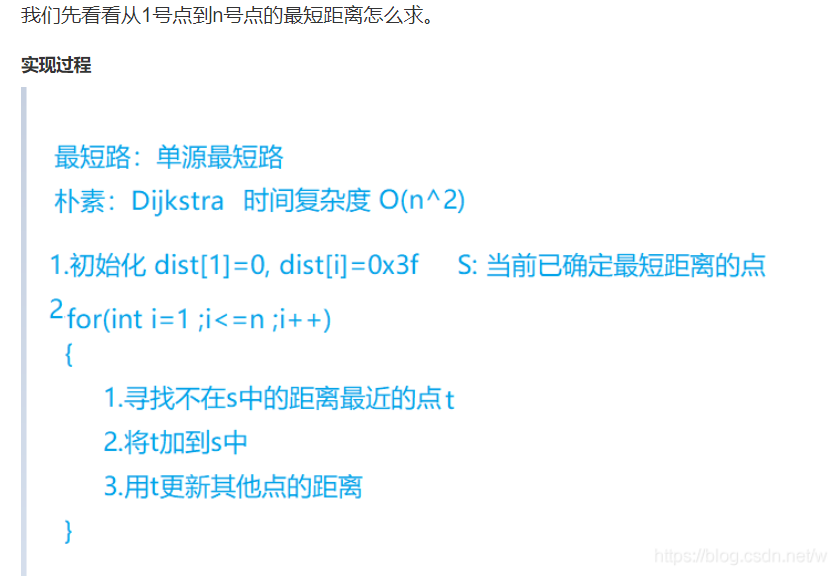 我们先看看从1号点到n号点的最短距离怎么求。
实现过程
最短路：单源最短路
朴素：Dijkstra 时间复杂度 O(n^2)
1.初始化 dist[1]=0, dist[i]=0x3f S: 当前已确定最短距离的点
2for(int i=1 ;i<=n ;i++)
{
1.寻找不在s中的距离最近的点t
2.将t加到s中
3.用t更新其他点的距离
}
https://blog.csdn.net/w